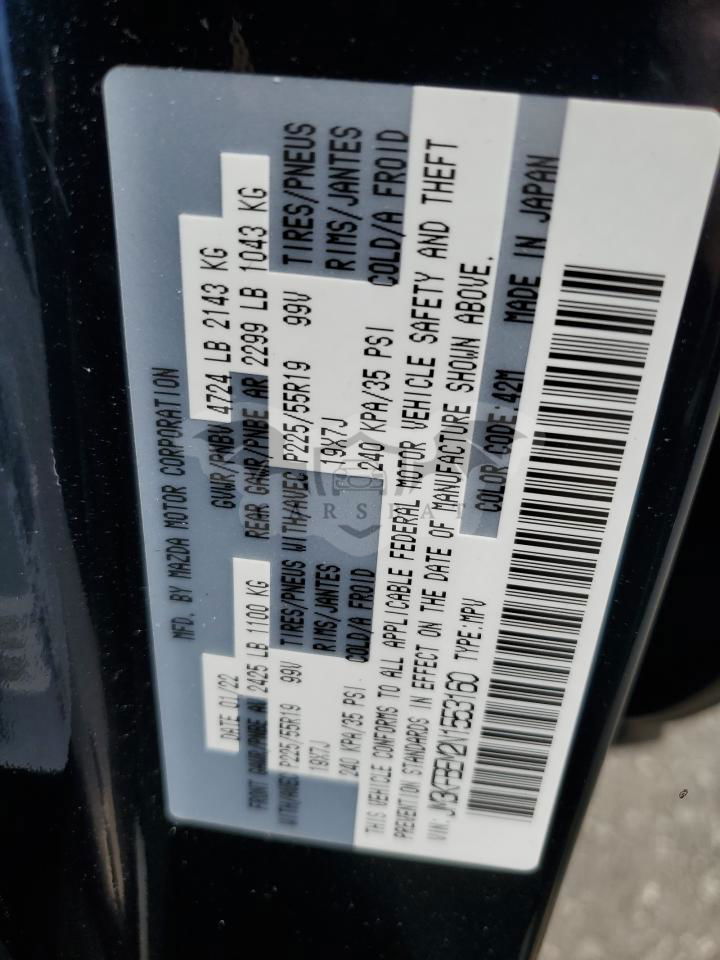 MFD. BY MAZDA MOTOR CORPORATION
DATE 01/22 GVWR/PNBV 4724 LB 2143 KG
FRONT GAWR/PNBE AV 2425 LB 1100 KG REAR GAWR/PNBE AR 2299 LB 1043 KG
WITH/AVEC P225/55R19 99V TIRES/PNEUS WITH/AVEC P225/55R19 99V TIRES/PNEUS
19X7J RIMS/JANTES 19X7J RIMS/JANTES
240 KPA/35 PSI COLD/A FROID 240 KPA/35 PSI COLD/A FROID
THIS VEHICLE CONFORMS TO ALL APPLICABLE FEDERAL MOTOR VEHICLE SAFETY AND THEFT
PREVENTION STANDARDS IN EFFECT ON THE DATE OF MANUFACTURE SHOWN ABOVE.
VIN: JM3KFBEM2N1553160 TYPE:MPV COLOR CODE:42M MADE IN JAPAN